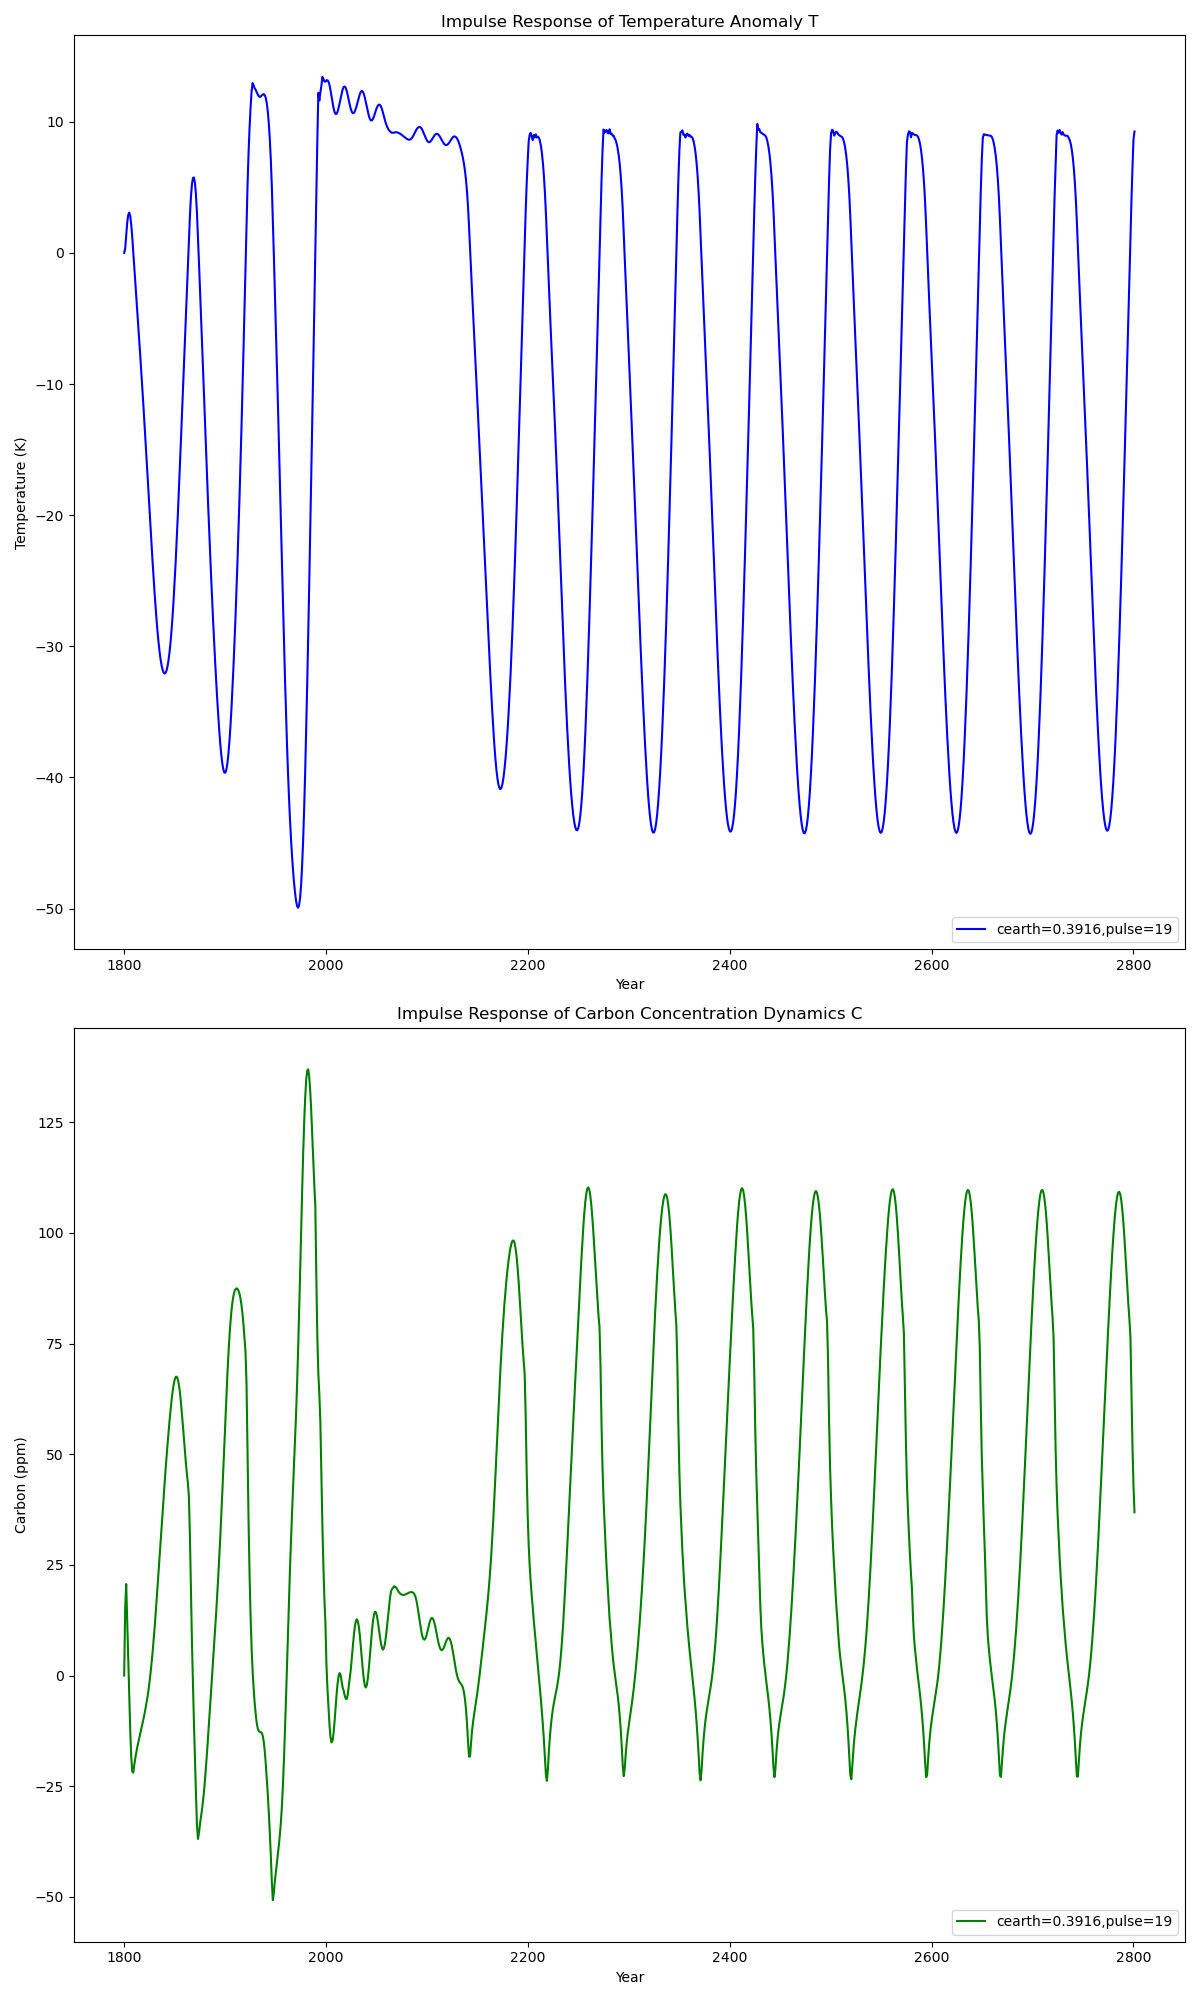 Impulse Response of Temperature Anomaly T
10
0
−10
−20
−30
−40
−50
Temperature (K)
cearth=0.3916,pulse=19
1800 2000 2200 2400 2600 2800
Year
Impulse Response of Carbon Concentration Dynamics C
125
100
75
50
25
0
−25
−50
Carbon (ppm)
cearth=0.3916,pulse=19
1800 2000 2200 2400 2600 2800
Year